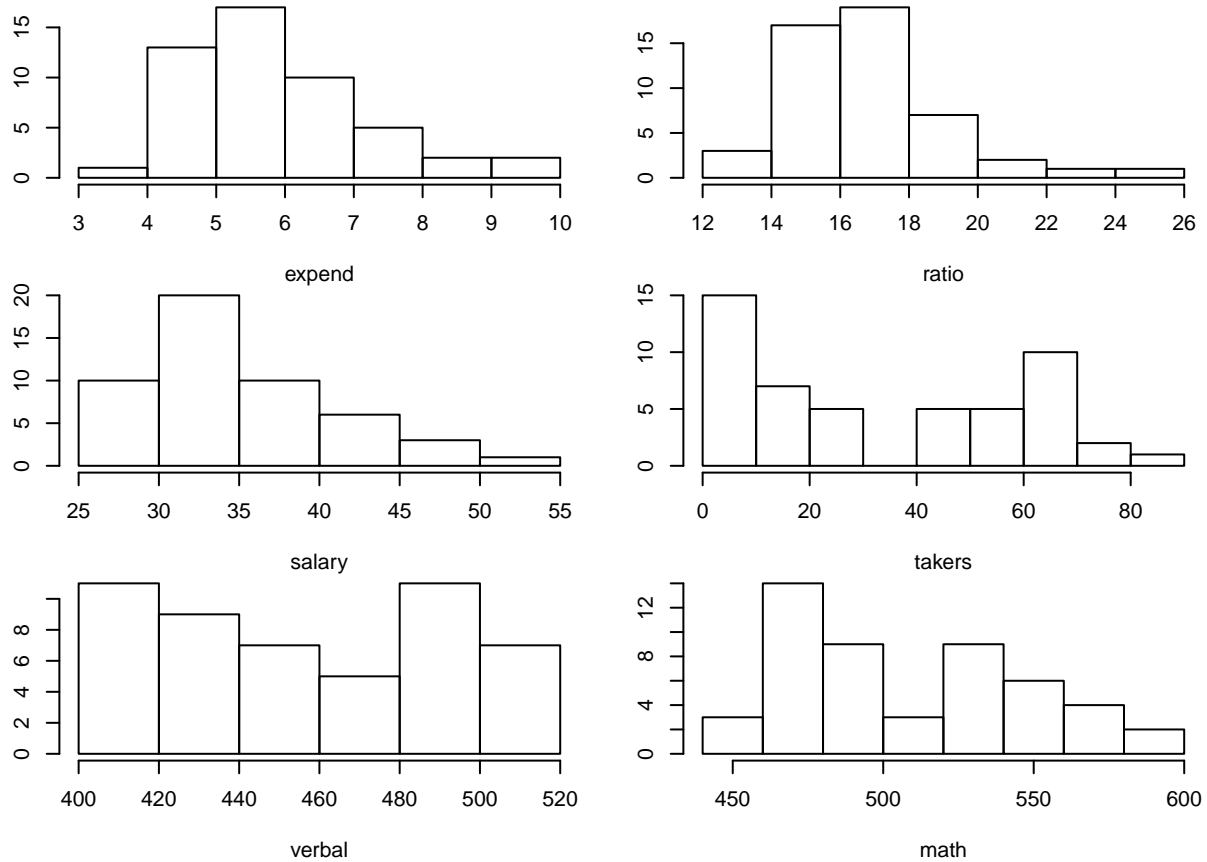 0 5 10 15
3 4 5 6 7 8 9 10
expend
0 5 10 15
12 14 16 18 20 22 24 26
ratio
0 5 10 15 20
25 30 35 40 45 50 55
salary
0 5 10 15
0 20 40 60 80
takers
0 2 4 6 8
400 420 440 460 480 500 520
verbal
0 4 8 12
450 500 550 600
math